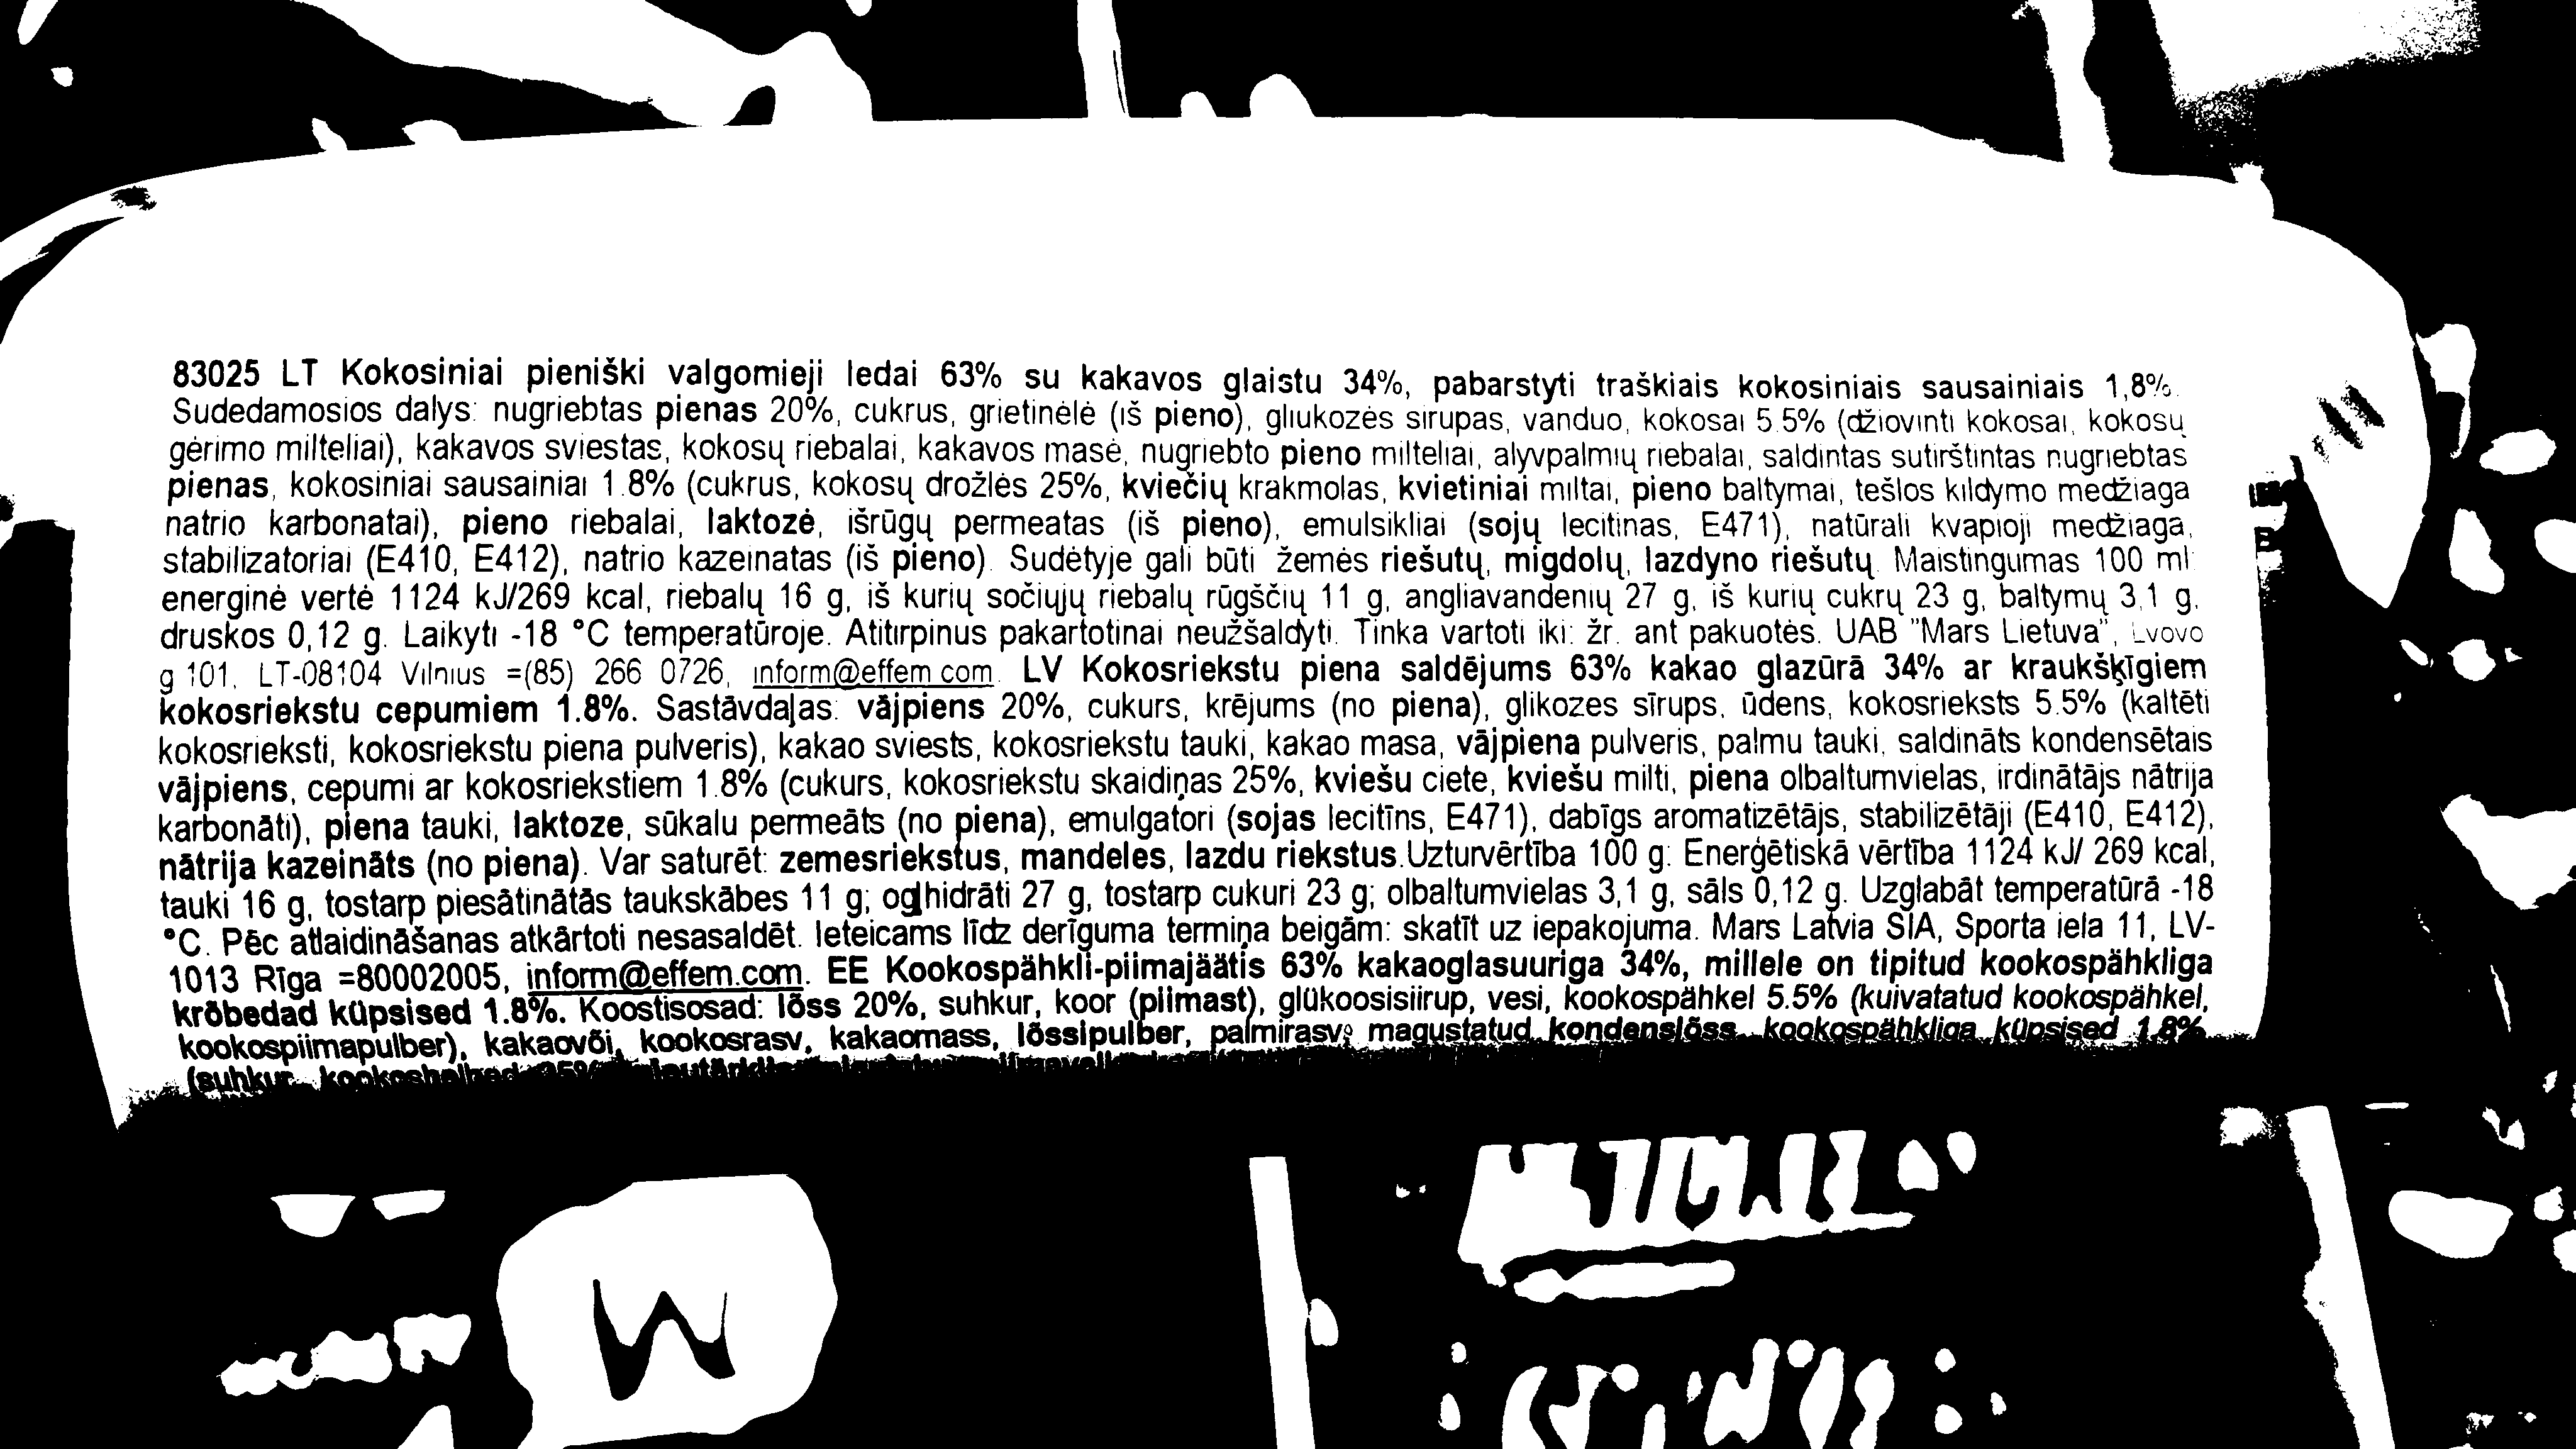 83025 LT Kokosiniai pieniški valgomieji ledai 63% su kakavos glaistu 34%, pabarstyti traškiais kokosiniais sausainiais 1,8%.
Sudedamosios dalys: nugriebtas pienas 20%, cukrus, grietinėlė (iš pieno), gliukozės sirupas, vanduo, kokosai 5.5% (džiovinti kokosai, kokosų
gėrimo milteliai), kakavos sviestas, kokosų riebalai, kakavos masė, nugriebto pieno milteliai, alyvpalmių riebalai, saldintas sutirštintas nugriebtas
pienas, kokosiniai sausainiai 1.8% (cukrus, kokosų drožlės 25%, kviečių krakmolas, kvietiniai miltai, pieno baltymai, tešlos kildymo medžiaga
natrio karbonatai), pieno riebalai, laktozė, išrūgų permeatas (iš pieno), emulsikliai (sojų lecitinas, E471), natūrali kvapioji medžiaga,
stabilizatoriai (E410, E412), natrio kazeinatas (iš pieno). Sudėtyje gali būti žemės riešutų, migdolų, lazdyno riešutų. Maistingumas 100 ml:
energinė vertė 1124 kJ/269 kcal, riebalų 16 g, iš kurių sočiųjų riebalų rūgščių 11 g, angliavandenių 27 g, iš kurių cukrų 23 g, baltymų 3,1 g,
druskos 0,12 g. Laikyti -18 °C temperatūroje. Atitirpinus pakartotinai neužšaldyti. Tinka vartoti iki: žr. ant pakuotės. UAB "Mars Lietuva", Lvovo
g 101, LT-08104 Vilnius =(85) 266 0726, inform@effem.com. LV Kokosriekstu piena saldējums 63% kakao glazūrā 34% ar kraukšķīgiem
kokosriekstu cepumiem 1.8%. Sastāvdaļas: vājpiens 20%, cukurs, krējums (no piena), glikozes sīrups, ūdens, kokosrieksts 5.5% (kaltēti
kokosrieksti, kokosriekstu piena pulveris), kakao sviests, kokosriekstu tauki, kakao masa, vājpiena pulveris, palmu tauki, saldināts kondensētais
vājpiens, cepumi ar kokosriekstiem 1.8% (cukurs, kokosriekstu skaidiņas 25%, kviešu ciete, kviešu milti, piena olbaltumvielas, irdinātājs nātrija
karbonāti), piena tauki, laktoze, sūkalu permeāts (no piena), emulgatori (sojas lecitīns, E471), dabīgs aromatizētājs, stabilizētāji (E410, E412),
nātrija kazeināts (no piena). Var saturēt: zemesriekstus, mandeles, lazdu riekstus.Uzturvērtība 100 g: Enerģētiskā vērtība 1124 kJ/ 269 kcal,
tauki 16 g, tostarp piesātinātās taukskābes 11 g; ogļhidrāti 27 g, tostarp cukuri 23 g; olbaltumvielas 3,1 g, sāls 0,12 g. Uzglabāt temperatūrā -18
°C. Pēc atlaidināšanas atkārtoti nesasaldēt. Ieteicams līdz derīguma termiņa beigām: skatīt uz iepakojuma. Mars Latvia SIA, Sporta iela 11, LV-
1013 Rīga =80002005, inform@effem.com. EE Kookospähkli-piimajäätis 63% kakaoglasuuriga 34%, millele on tipitud kookospähkliga
krõbedad küpsised 1.8%. Koostisosad: lõss 20%, suhkur, koor (piimast), glükoosisiirup, vesi, kookospähkel 5.5% (kuivatatud kookospähkel,
kookospiimapulber), kakaovõi, kookosrasv, kakaomass, lõssipulber, palmirasv, magustatud kondenslõss, kookospähkliga küpsised 1.8%
(suhkur,